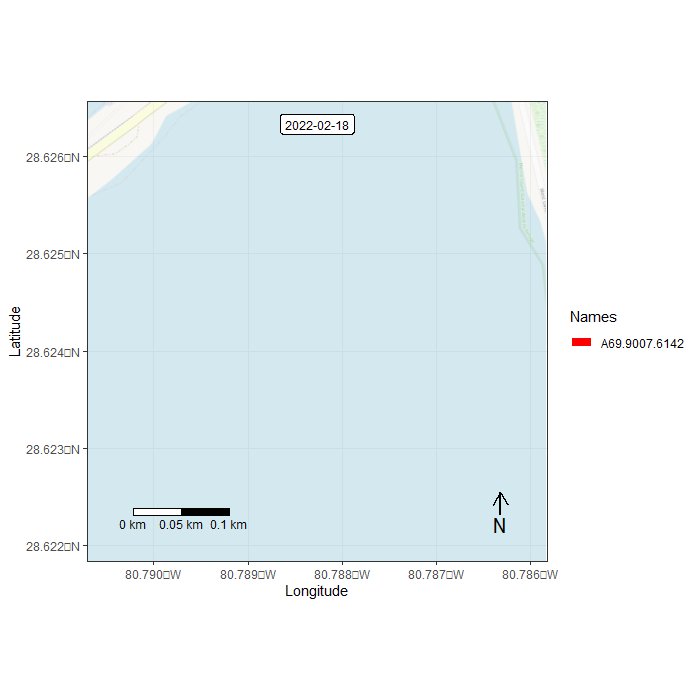 2022-02-18
28.626□N
28.625□N
28.624□N
28.623□N
28.622□N
Latitude
0 km 0.05 km 0.1 km
N
80.790□W 80.789□W 80.788□W 80.787□W 80.786□W
Longitude
Names
A69.9007.6142